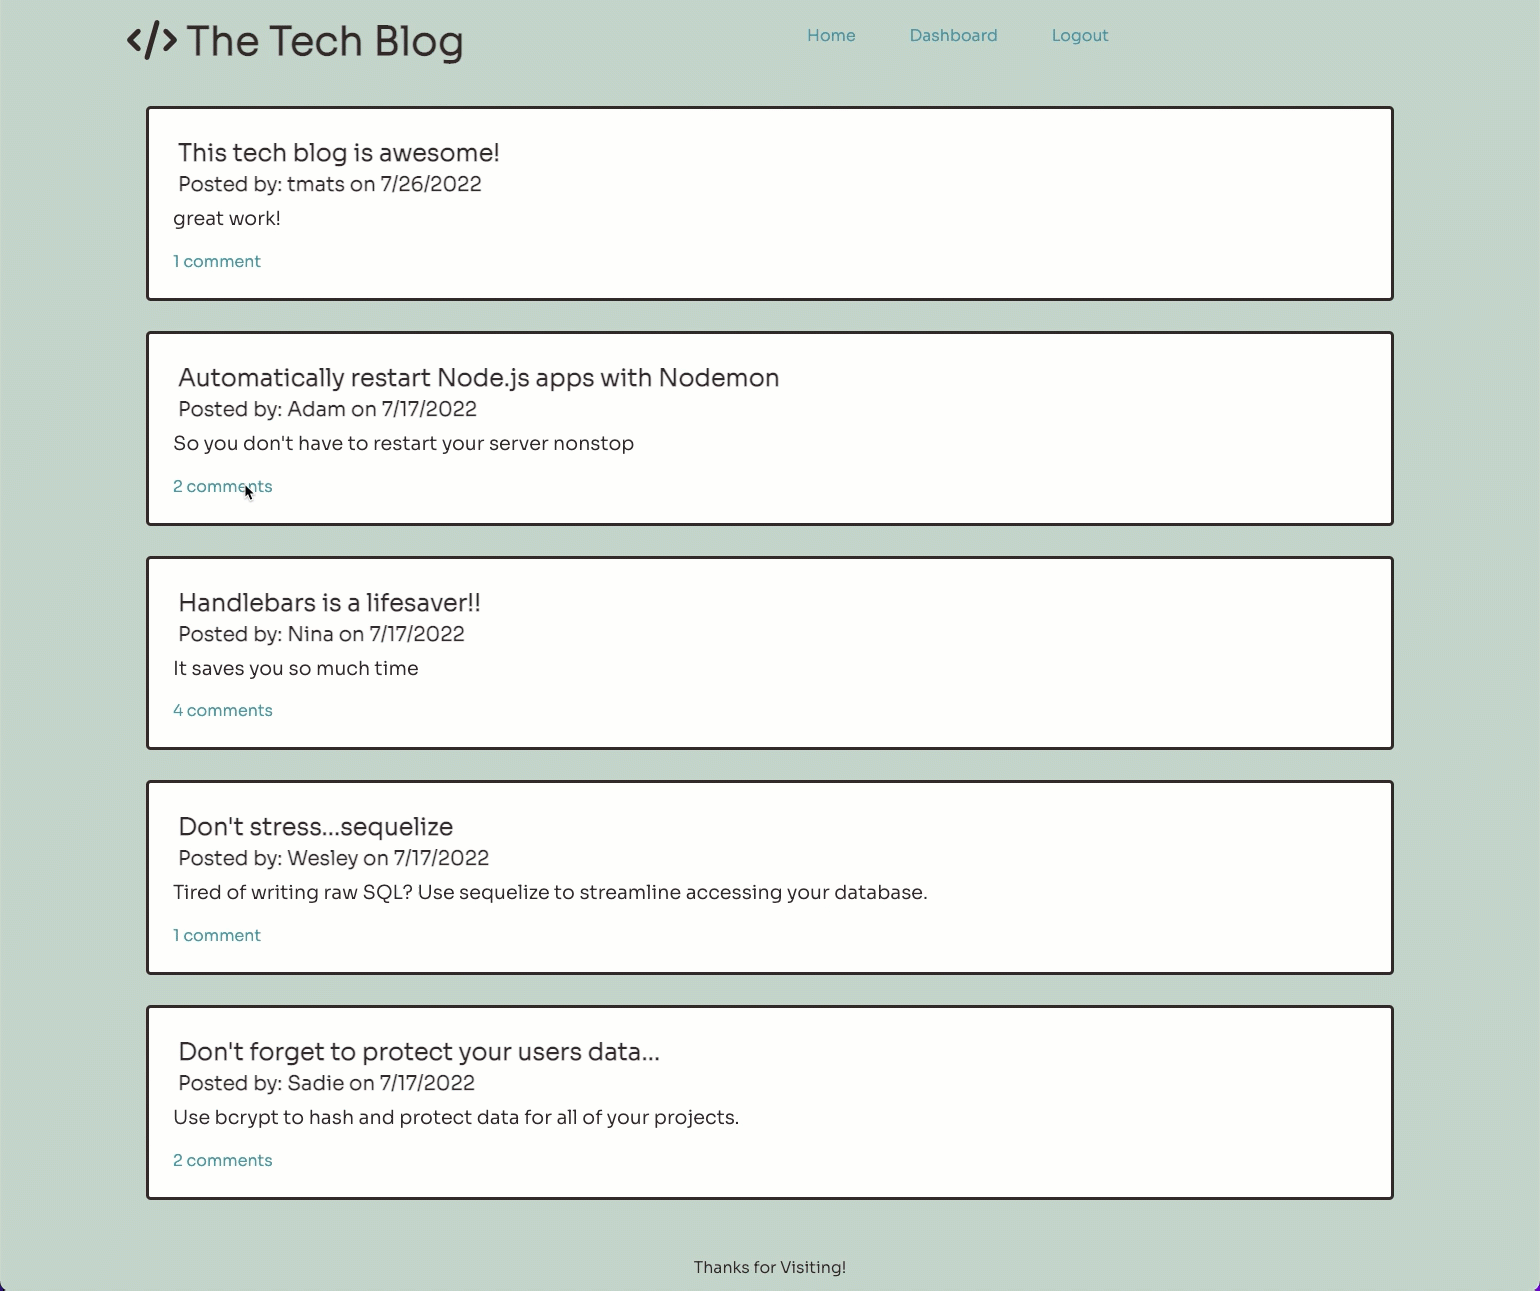 </> The Tech Blog
Home Dashboard Logout
This tech blog is awesome!
Posted by: tmats on 7/26/2022
great work!
1 comment
Automatically restart Node.js apps with Nodemon
Posted by: Adam on 7/17/2022
So you don't have to restart your server nonstop
2 comments
Handlebars is a lifesaver!!
Posted by: Nina on 7/17/2022
It saves you so much time
4 comments
Don't stress...sequelize
Posted by: Wesley on 7/17/2022
Tired of writing raw SQL? Use sequelize to streamline accessing your database.
1 comment
Don't forget to protect your users data...
Posted by: Sadie on 7/17/2022
Use bcrypt to hash and protect data for all of your projects.
2 comments
Thanks for Visiting!